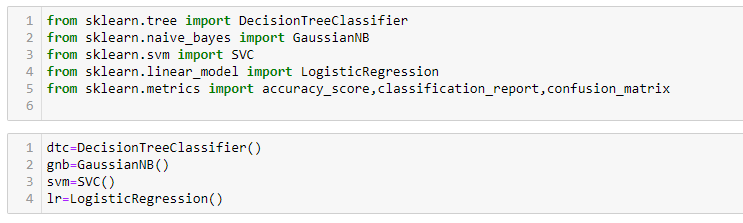 1 from sklearn.tree import DecisionTreeClassifier
2 from sklearn.naive_bayes import GaussianNB
3 from sklearn.svm import SVC
4 from sklearn.linear_model import LogisticRegression
5 from sklearn.metrics import accuracy_score,classification_report,confusion_matrix
6
1 dtc=DecisionTreeClassifier()
2 gnb=GaussianNB()
3 svm=SVC()
4 lr=LogisticRegression()